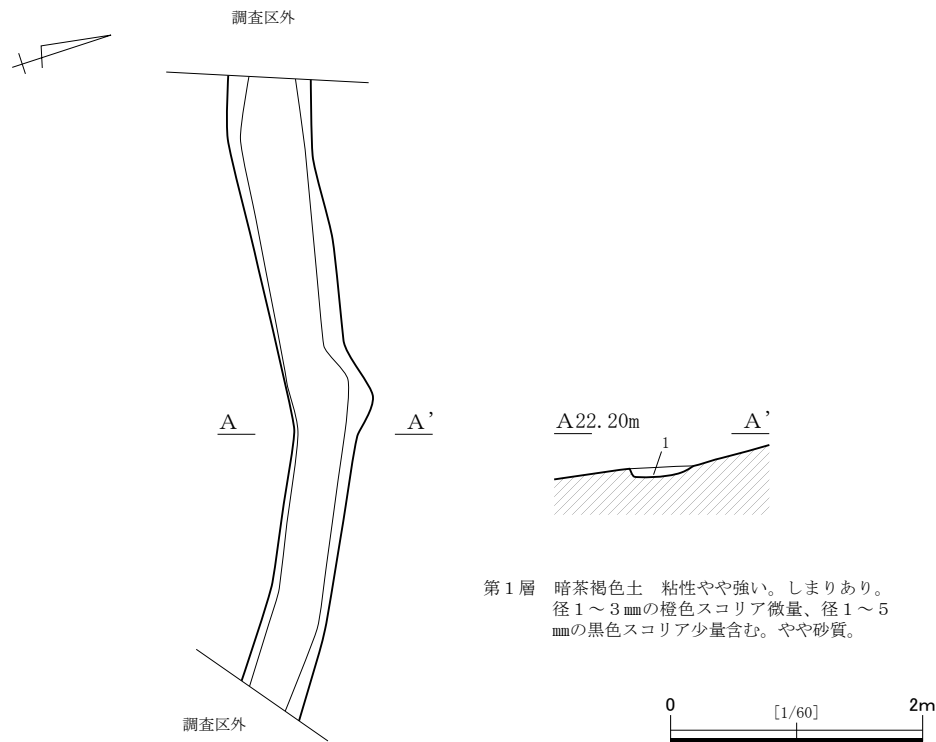 調査区外
A A’
A22.20m A’
1
第１層　暗茶褐色土　粘性やや強い。しまりあり。
径１～３㎜の橙色スコリア微量、径１～５
㎜の黒色スコリア少量含む。やや砂質。
調査区外
0 [1/60] 2m